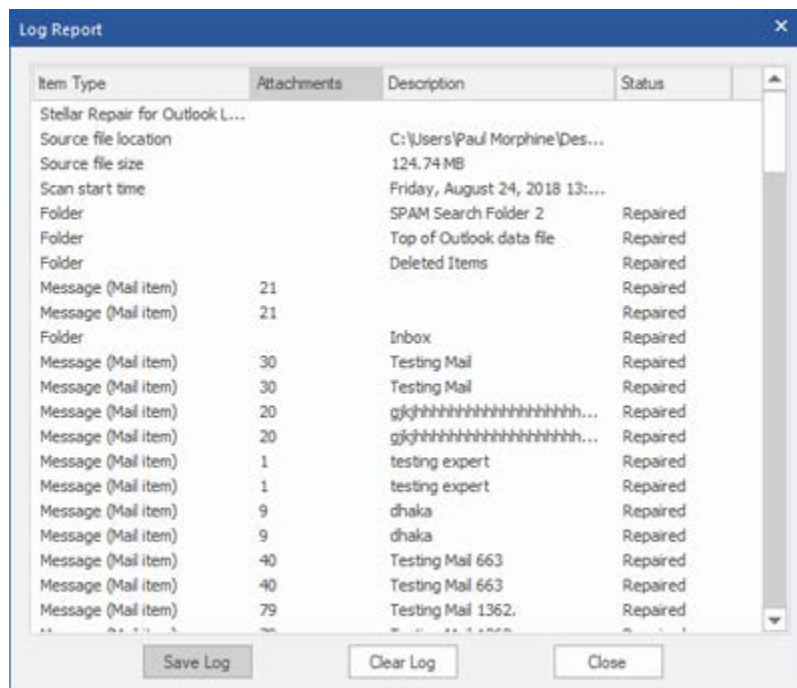 Log Report
Item Type Attachments Description Status
Stellar Repair for Outlook L...
Source file location C:\Users\Paul Morphine\Des...
Source file size 124.74 MB
Scan start time Friday, August 24, 2018 13:...
Folder SPAM Search Folder 2 Repaired
Folder Top of Outlook data file Repaired
Folder Deleted Items Repaired
Message (Mail item) 21 Repaired
Message (Mail item) 21 Repaired
Folder Inbox Repaired
Message (Mail item) 30 Testing Mail Repaired
Message (Mail item) 30 Testing Mail Repaired
Message (Mail item) 20 gjkjhhhhhhhhhhhhhhhhhhh... Repaired
Message (Mail item) 20 gjkjhhhhhhhhhhhhhhhhhhh... Repaired
Message (Mail item) 1 testing expert Repaired
Message (Mail item) 1 testing expert Repaired
Message (Mail item) 9 dhaka Repaired
Message (Mail item) 9 dhaka Repaired
Message (Mail item) 40 Testing Mail 663 Repaired
Message (Mail item) 40 Testing Mail 663 Repaired
Message (Mail item) 79 Testing Mail 1362. Repaired
Save Log Clear Log Close